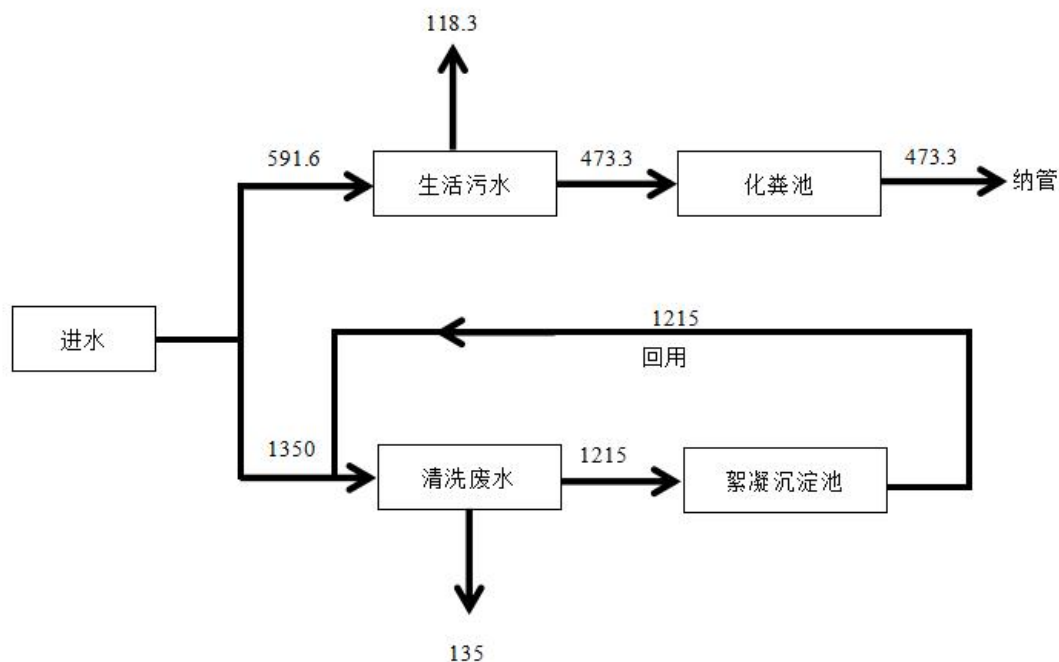 118.3
591.6
生活污水
473.3
化粪池
473.3
纳管
进水
1215
回用
1350
清洗废水
1215
絮凝沉淀池
135